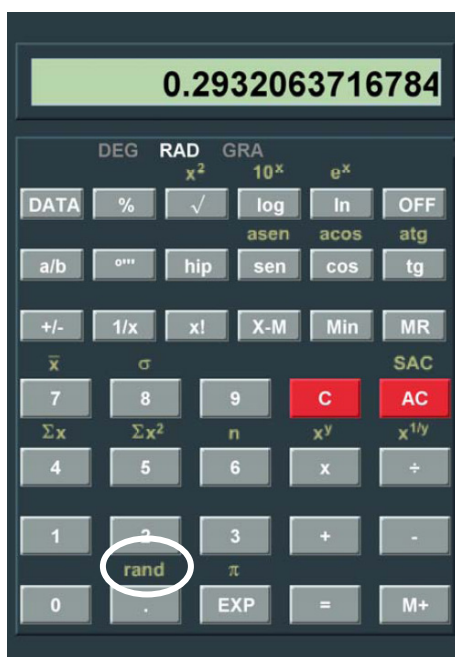 0.2932063716784
DEG RAD GRA
x² 10ˣ eˣ
DATA % √ log ln OFF
asen acos atg
a/b °''' hip sen cos tg
+/- 1/x x! X-M Min MR
x̄ σ SAC
7 8 9 C AC
Σx Σx² n xʸ x¹/ʸ
4 5 6 x ÷
1 2 3 + -
rand π
0 . EXP = M+